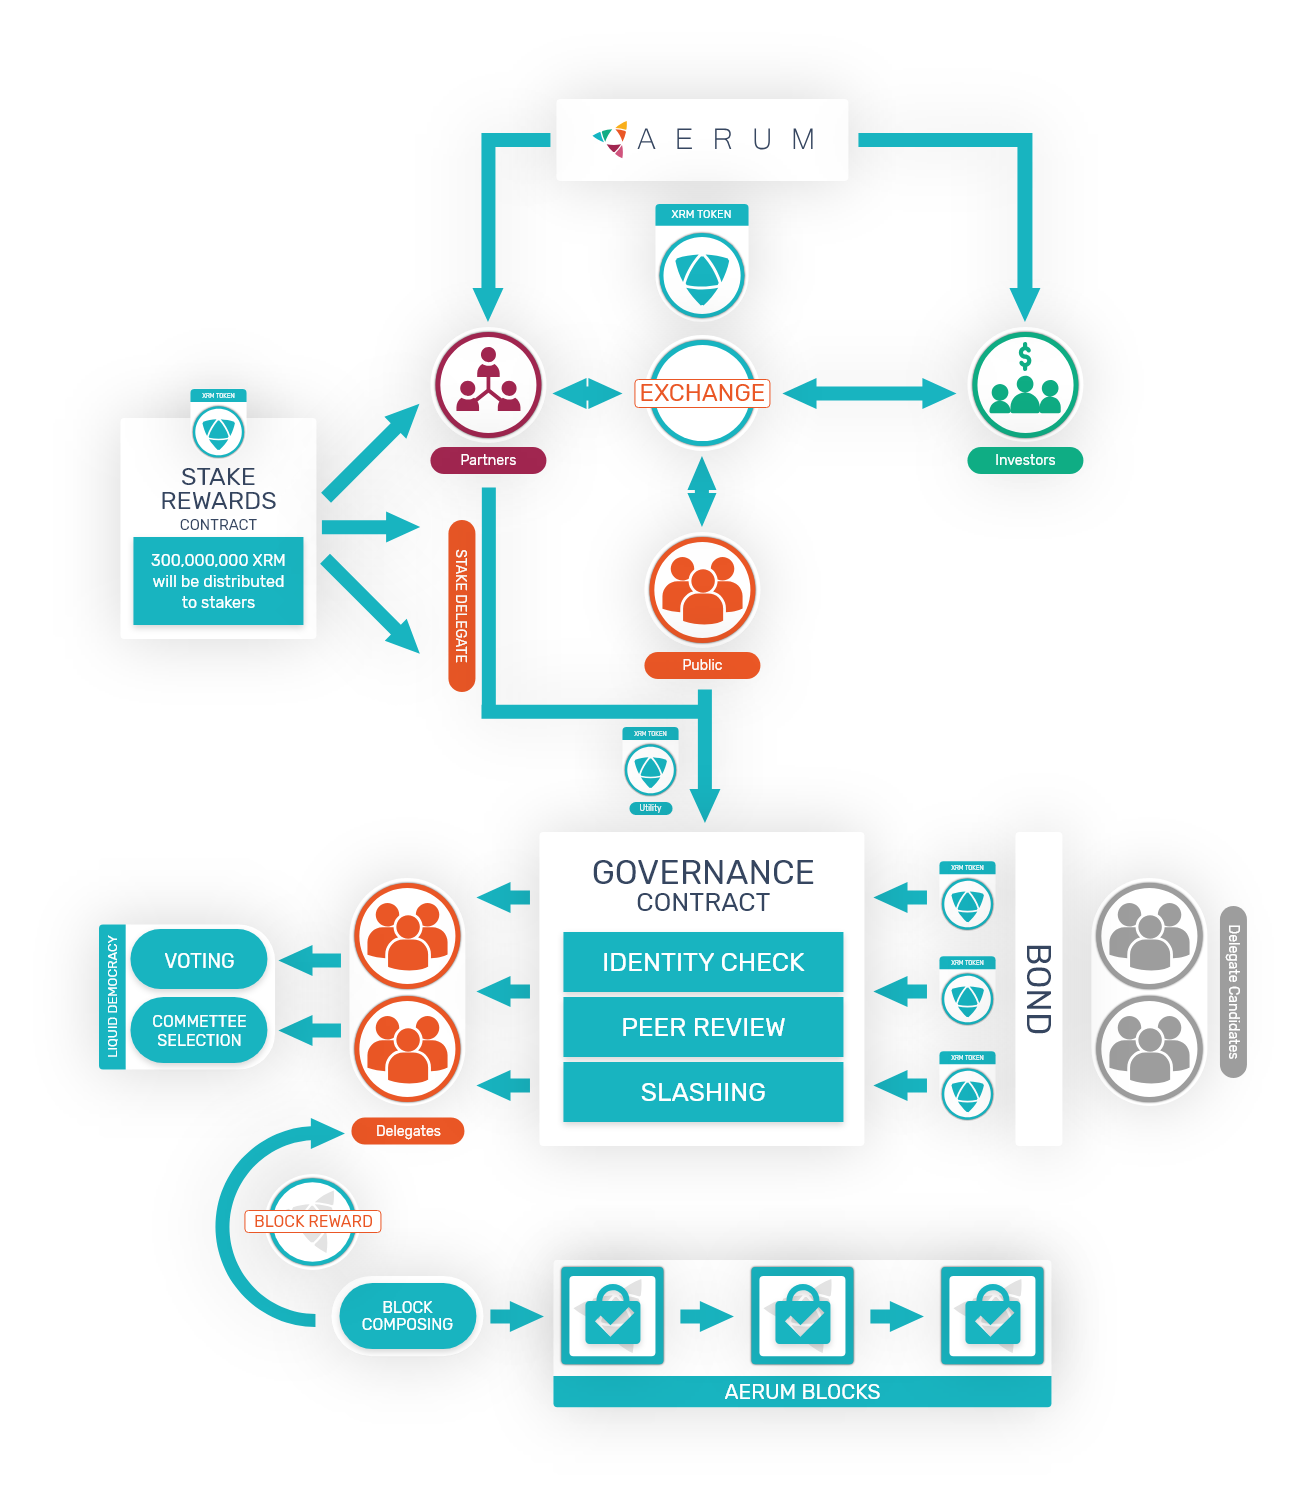 AERUM
XRM TOKEN
EXCHANGE
Partners
Investors
XRM TOKEN
STAKE
REWARDS
CONTRACT
300,000,000 XRM
will be distributed
to stakers
STAKE DELEGATE
Public
XRM TOKEN
Utility
GOVERNANCE
CONTRACT
IDENTITY CHECK
PEER REVIEW
SLASHING
XRM TOKEN
XRM TOKEN
XRM TOKEN
BOND
Delegate Candidates
LIQUID DEMOCRACY
VOTING
COMMETTEE
SELECTION
Delegates
BLOCK REWARD
BLOCK
COMPOSING
AERUM BLOCKS